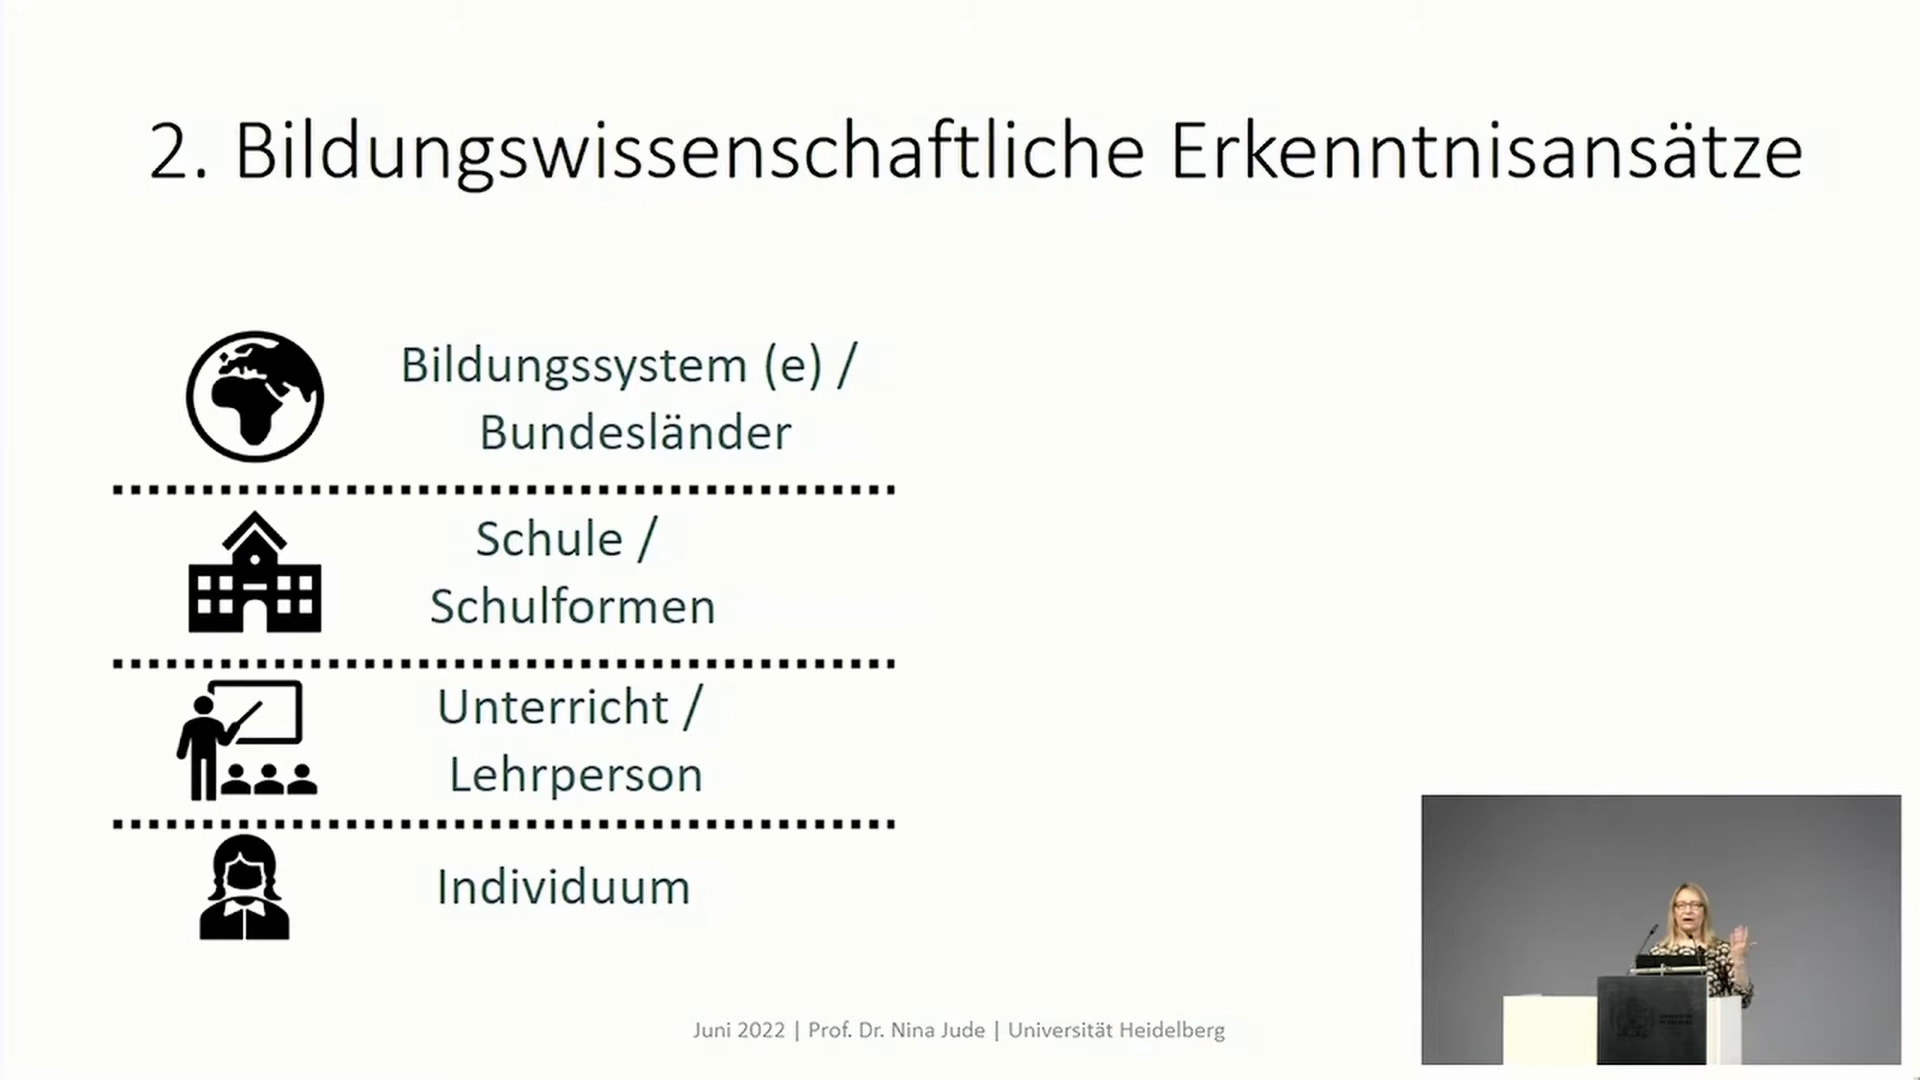 2. Bildungswissenschaftliche Erkenntnisansätze
Bildungssystem (e) /
Bundesländer
Schule /
Schulformen
Unterricht /
Lehrperson
Individuum
Juni 2022 | Prof. Dr. Nina Jude | Universität Heidelberg